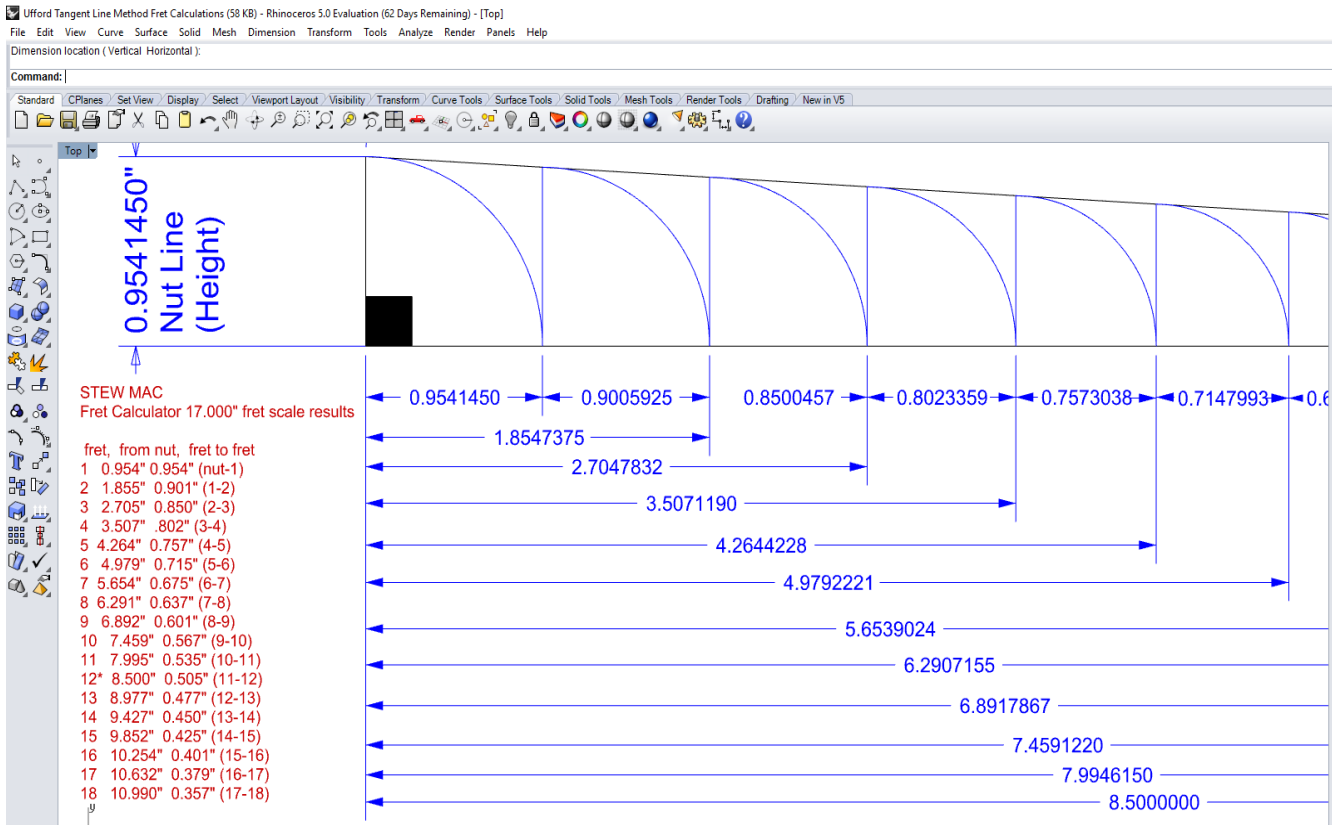 Ufford Tangent Line Method Fret Calculations (58 KB) - Rhinoceros 5.0 Evaluation (62 Days Remaining) - [Top]
File Edit View Curve Surface Solid Mesh Dimension Transform Tools Analyze Render Panels Help
Dimension location ( Vertical Horizontal ):
Command:
Standard CPlanes Set View Display Select Viewport Layout Visibility Transform Curve Tools Surface Tools Solid Tools Mesh Tools Render Tools Drafting New in V5
Top
0.9541450"
Nut Line
(Height)
0.9541450 0.9005925 0.8500457 0.8023359 0.7573038 0.7147993 0.6
1.8547375
2.7047832
3.5071190
4.2644228
4.9792221
5.6539024
6.2907155
6.8917867
7.4591220
7.9946150
8.5000000
STEW MAC
Fret Calculator 17.000" fret scale results
fret, from nut, fret to fret
1 0.954" 0.954" (nut-1)
2 1.855" 0.901" (1-2)
3 2.705" 0.850" (2-3)
4 3.507" .802" (3-4)
5 4.264" 0.757" (4-5)
6 4.979" 0.715" (5-6)
7 5.654" 0.675" (6-7)
8 6.291" 0.637" (7-8)
9 6.892" 0.601" (8-9)
10 7.459" 0.567" (9-10)
11 7.995" 0.535" (10-11)
12* 8.500" 0.505" (11-12)
13 8.977" 0.477" (12-13)
14 9.427" 0.450" (13-14)
15 9.852" 0.425" (14-15)
16 10.254" 0.401" (15-16)
17 10.632" 0.379" (16-17)
18 10.990" 0.357" (17-18)
y